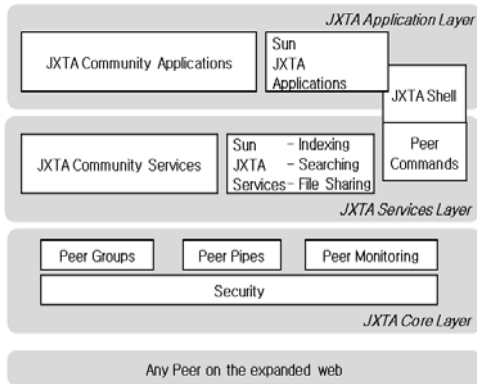 JXTA Application Layer
JXTA Community Applications
Sun
JXTA
Applications
JXTA Shell
JXTA Community Services
Sun – Indexing
JXTA – Searching
Services – File Sharing
Peer
Commands
JXTA Services Layer
Peer Groups
Peer Pipes
Peer Monitoring
Security
JXTA Core Layer
Any Peer on the expanded web